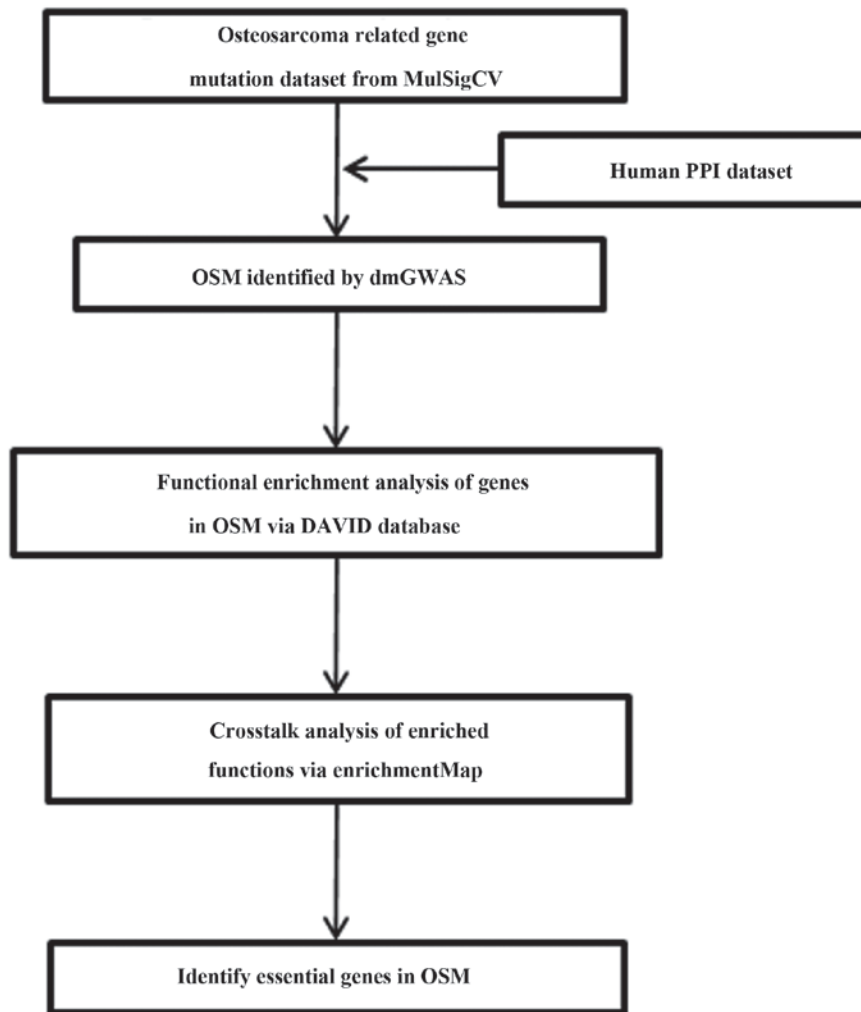 Osteosarcoma related gene
mutation dataset from MulSigCV
Human PPI dataset
OSM identified by dmGWAS
Functional enrichment analysis of genes
in OSM via DAVID database
Crosstalk analysis of enriched
functions via enrichmentMap
Identify essential genes in OSM